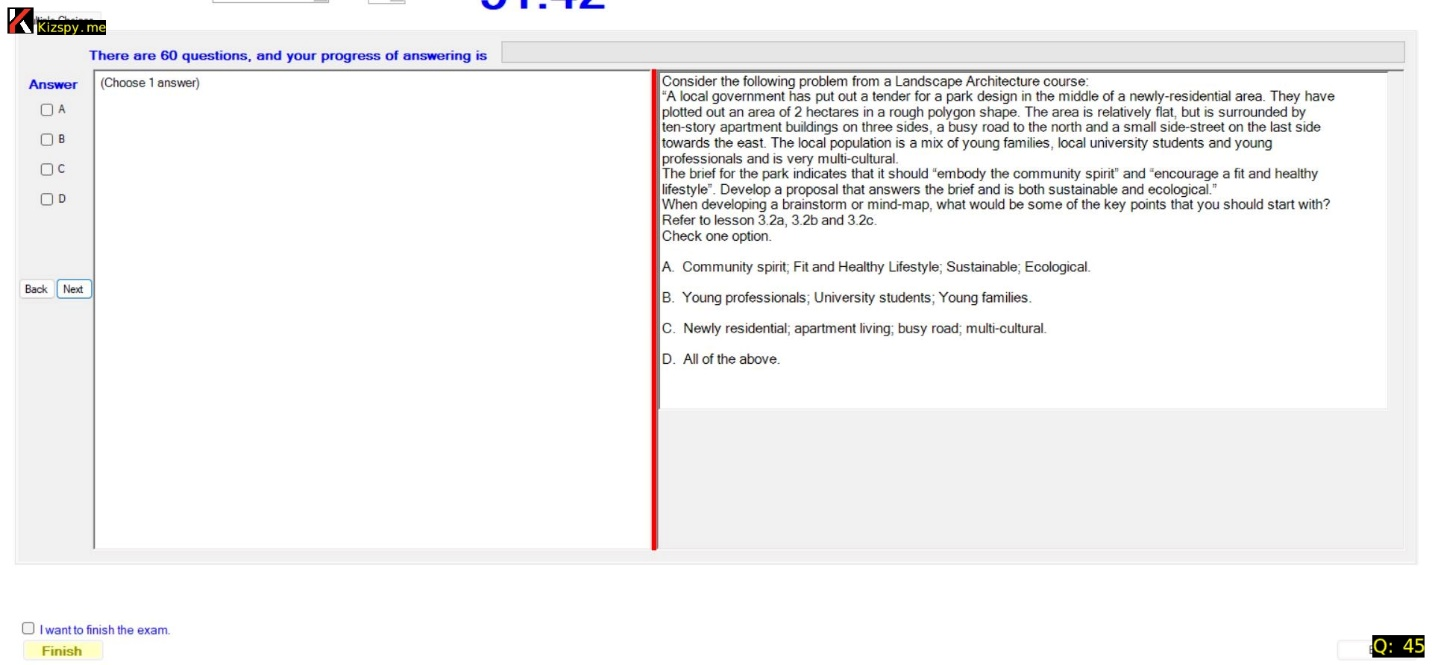 Kizspy.me
31:42
There are 60 questions, and your progress of answering is
Answer
(Choose 1 answer)
A
B
C
D
Back Next
Consider the following problem from a Landscape Architecture course:
“A local government has put out a tender for a park design in the middle of a newly-residential area. They have
plotted out an area of 2 hectares in a rough polygon shape. The area is relatively flat, but is surrounded by
ten-story apartment buildings on three sides, a busy road to the north and a small side-street on the last side
towards the east. The local population is a mix of young families, local university students and young
professionals and is very multi-cultural.
The brief for the park indicates that it should “embody the community spirit” and “encourage a fit and healthy
lifestyle”. Develop a proposal that answers the brief and is both sustainable and ecological.”
When developing a brainstorm or mind-map, what would be some of the key points that you should start with?
Refer to lesson 3.2a, 3.2b and 3.2c.
Check one option.
A. Community spirit; Fit and Healthy Lifestyle; Sustainable; Ecological.
B. Young professionals; University students; Young families.
C. Newly residential; apartment living; busy road; multi-cultural.
D. All of the above.
I want to finish the exam.
Finish
Q: 45